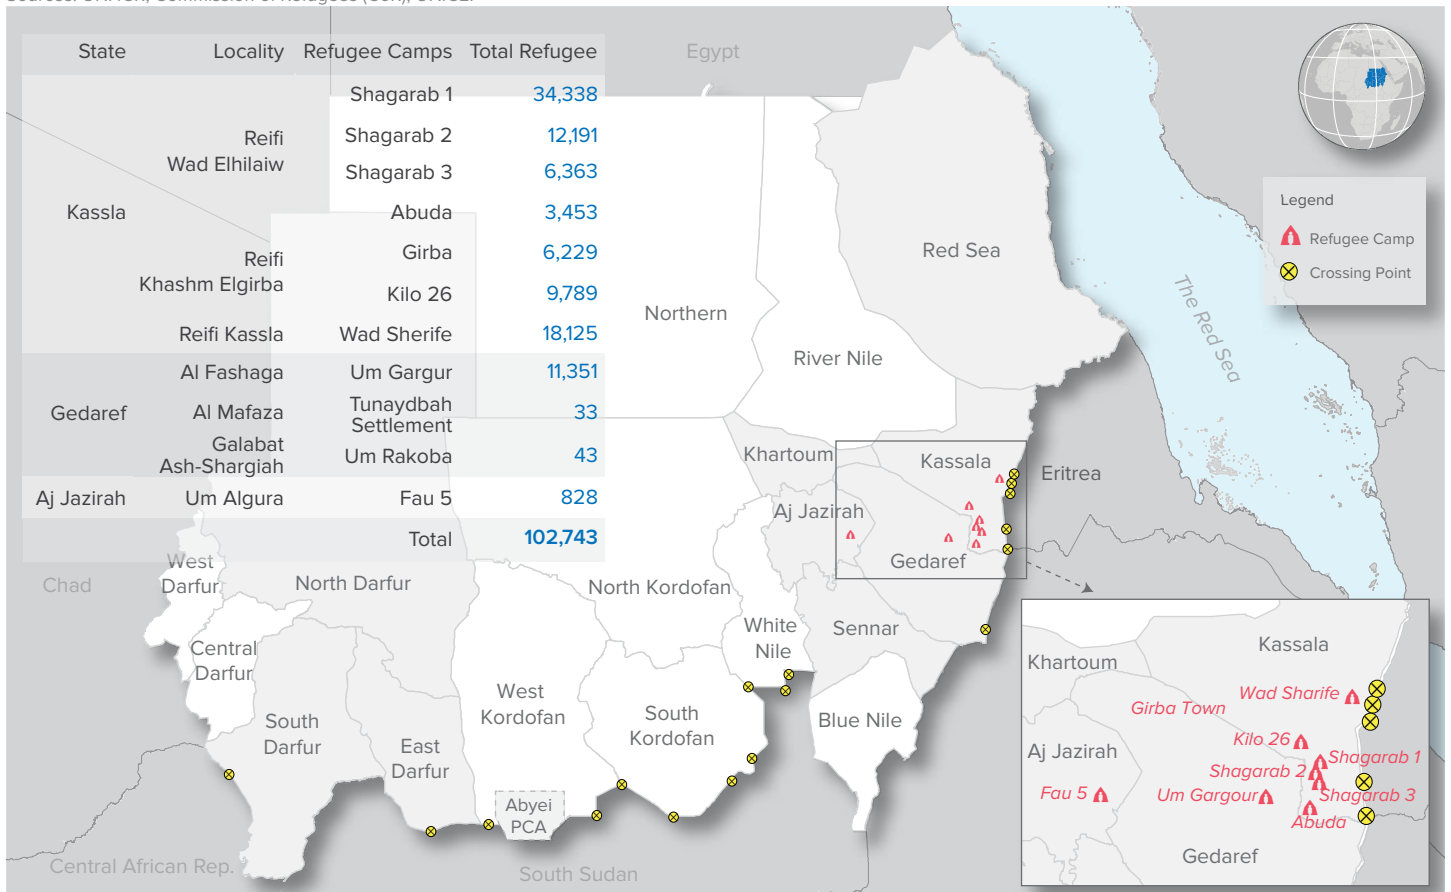 Sources: UNHCR, Commission of Refugees (COR), UNICEF
State Locality Refugee Camps Total Refugee
Shagarab 1 34,338
Reifi
Wad Elhilaiw
Shagarab 2 12,191
Shagarab 3 6,363
Kassla
Abuda 3,453
Reifi
Khashm Elgirba
Girba 6,229
Kilo 26 9,789
Reifi Kassla Wad Sherife 18,125
Al Fashaga Um Gargur 11,351
Gedaref
Al Mafaza
Tunaydbah
Settlement
33
Galabat
Ash-Shargiah
Um Rakoba 43
Aj Jazirah Um Algura Fau 5 828
Total 102,743
Egypt
Red Sea
Northern
River Nile
The Red Sea
Legend
Refugee Camp
Crossing Point
Khartoum
Kassala
Eritrea
Aj Jazirah
Gedaref
Chad
West
Darfur
North Darfur
North Kordofan
White
Nile
Sennar
Central
Darfur
South
Darfur
East
Darfur
West
Kordofan
South
Kordofan
Blue Nile
Abyei
PCA
Central African Rep.
South Sudan
Kassala
Khartoum
Wad Sharife
Girba Town
Kilo 26
Aj Jazirah
Shagarab 1
Shagarab 2
Fau 5
Um Gargour
Shagarab 3
Abuda
Gedaref